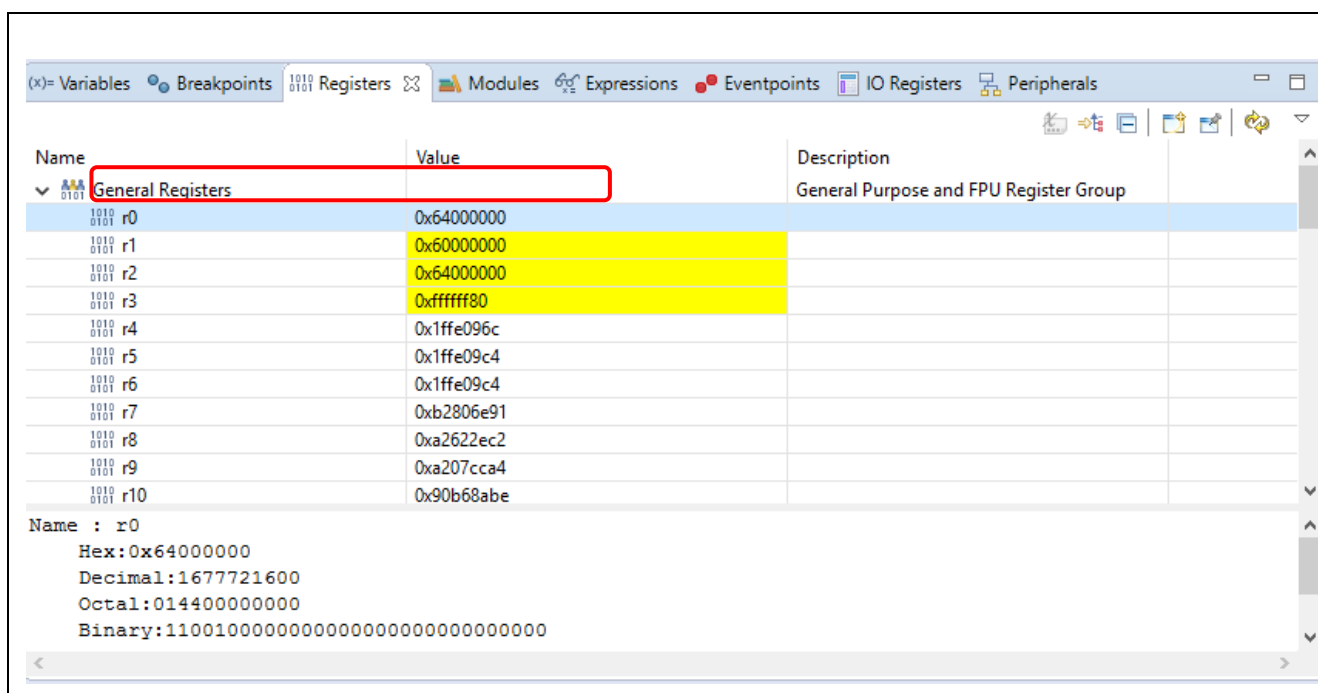 (x)= Variables Breakpoints Registers Modules Expressions Eventpoints IO Registers Peripherals
Name Value Description
General Registers General Purpose and FPU Register Group
r0 0x64000000
r1 0x60000000
r2 0x64000000
r3 0xffffff80
r4 0x1ffe096c
r5 0x1ffe09c4
r6 0x1ffe09c4
r7 0xb2806e91
r8 0xa2622ec2
r9 0xa207cca4
r10 0x90b68abe
Name : r0
Hex:0x64000000
Decimal:1677721600
Octal:014400000000
Binary:1100100000000000000000000000000